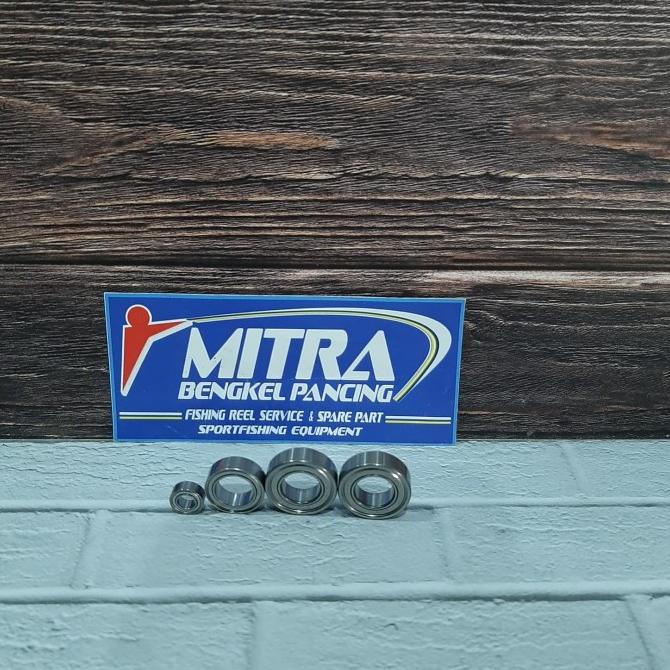 MITRA
BENGKEL PANCING
FISHING REEL SERVICE & SPARE PART
SPORTFISHING EQUIPMENT